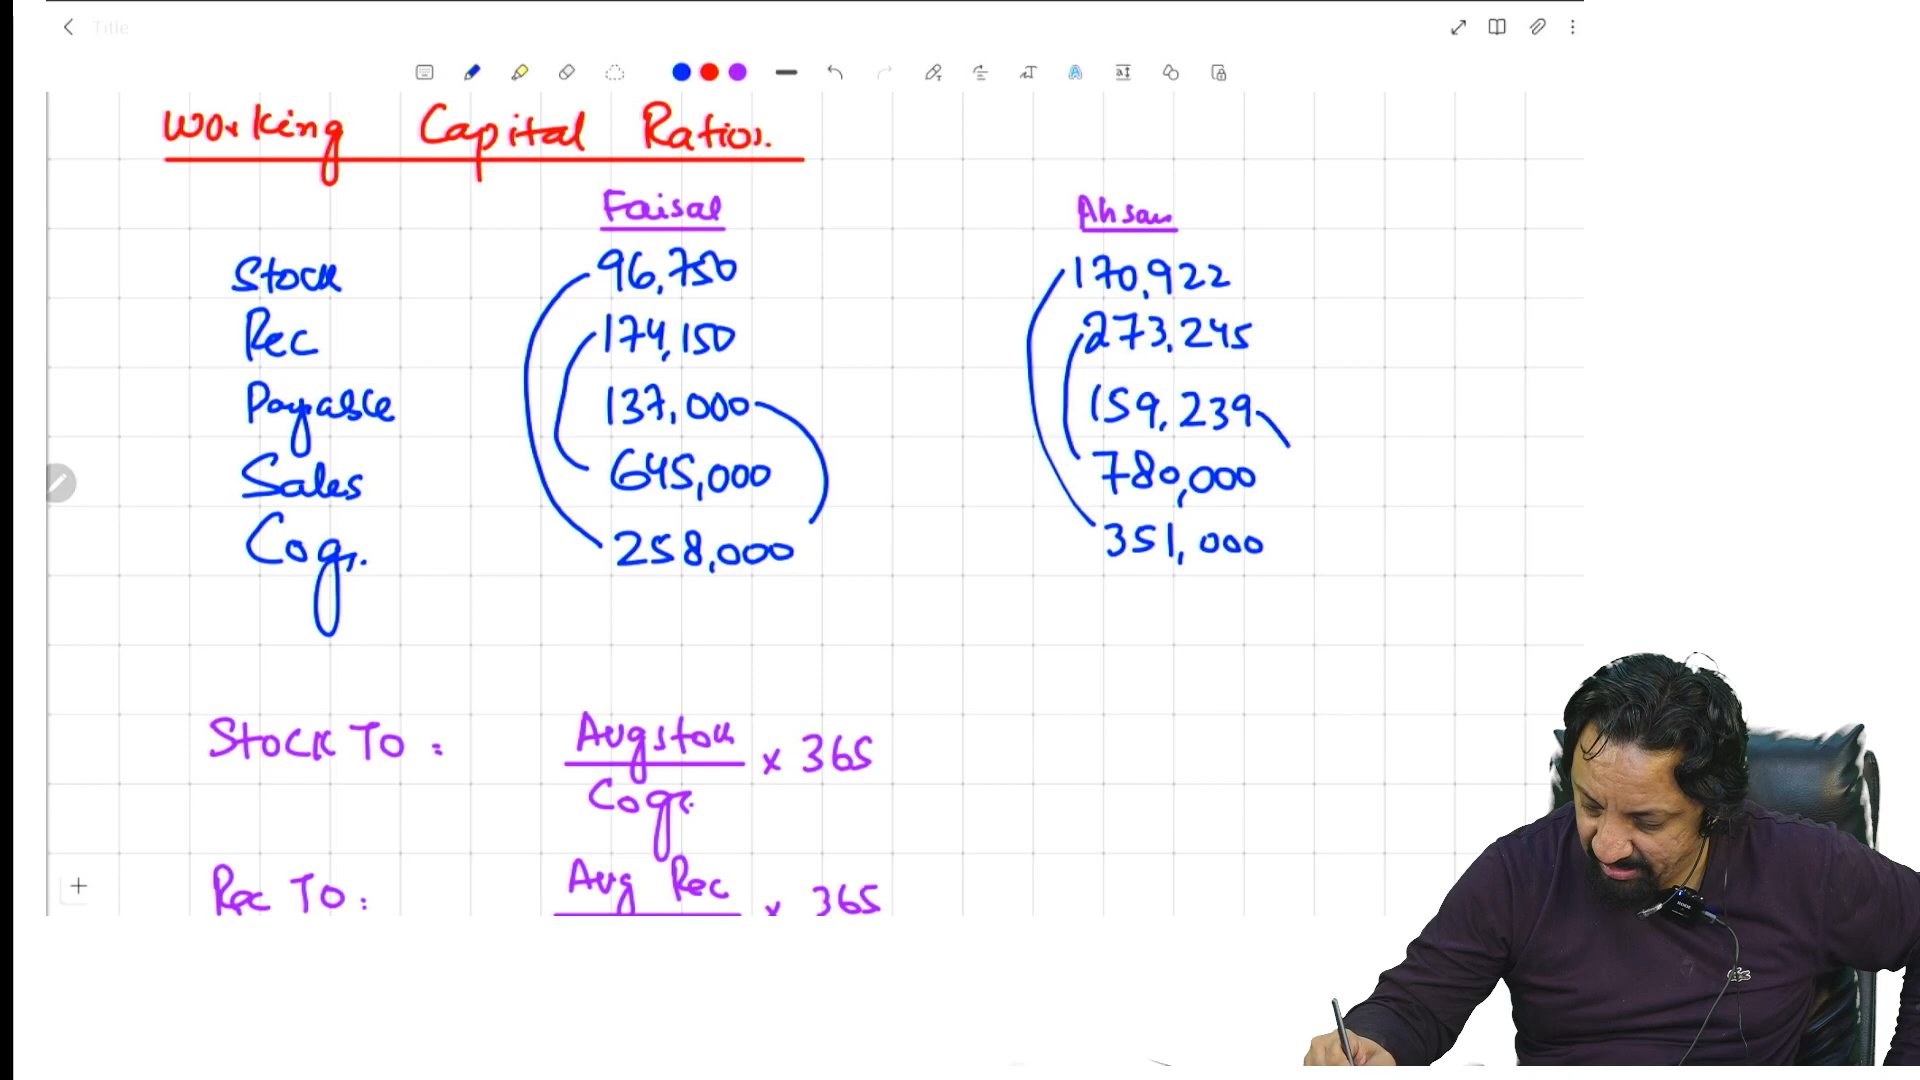 Title
Working Capital Ratios.
Faisal Ahsan
Stock 96,750 170,922
Rec 174,150 273,245
Payable 137,000 159,239
Sales 645,000 780,000
Cogs. 258,000 351,000
Stock TO : Avg stock × 365
Cogs.
Rec TO : Avg Rec × 365